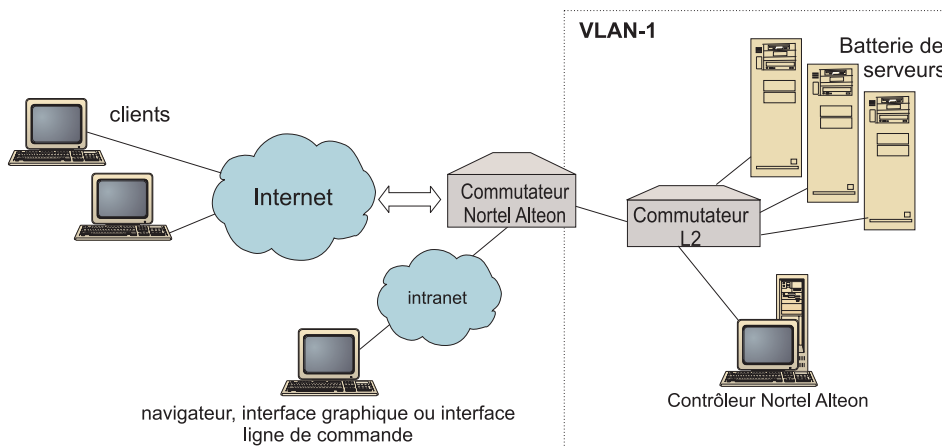 VLAN-1
Batterie de
serveurs
clients
Internet
Commutateur
Nortel Alteon
Commutateur
L2
intranet
navigateur, interface graphique ou interface
ligne de commande
Contrôleur Nortel Alteon